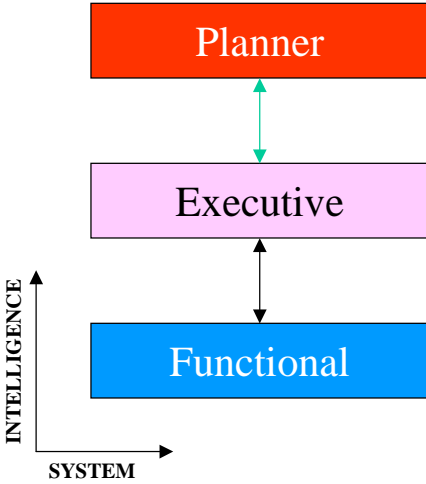 Planner
Executive
Functional
INTELLIGENCE
SYSTEM